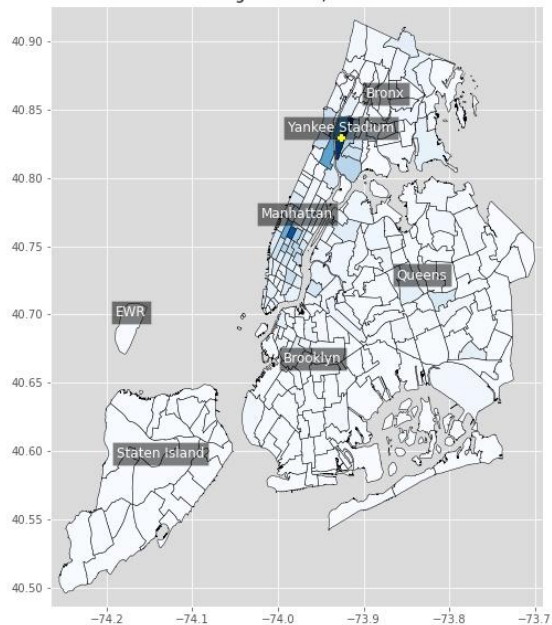 40.90
40.85
40.80
40.75
40.70
40.65
40.60
40.55
40.50
Bronx
Yankee Stadium
Manhattan
Queens
EWR
Brooklyn
Staten Island
−74.2 −74.1 −74.0 −73.9 −73.8 −73.7